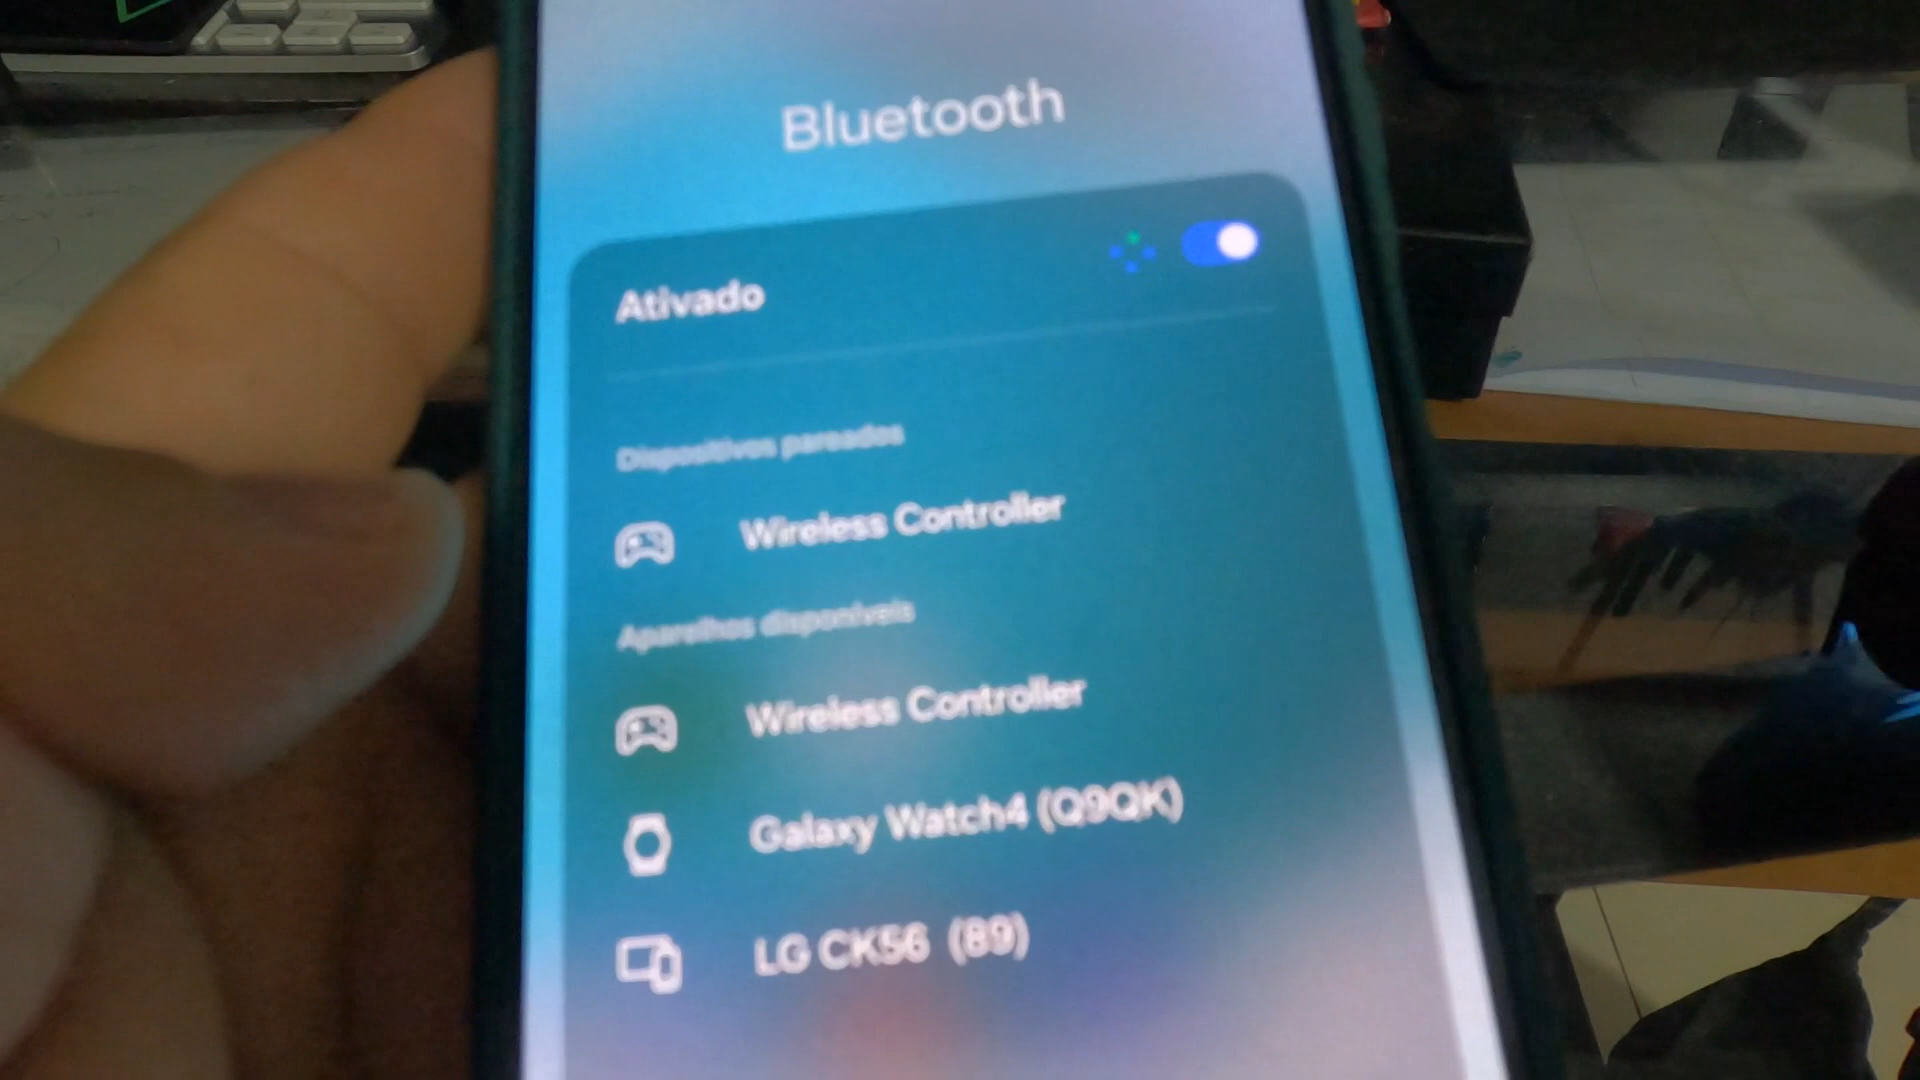 Bluetooth
Ativado
Dispositivos pareados
Wireless Controller
Aparelhos disponíveis
Wireless Controller
Galaxy Watch4 (Q9QK)
LG CK56 (89)